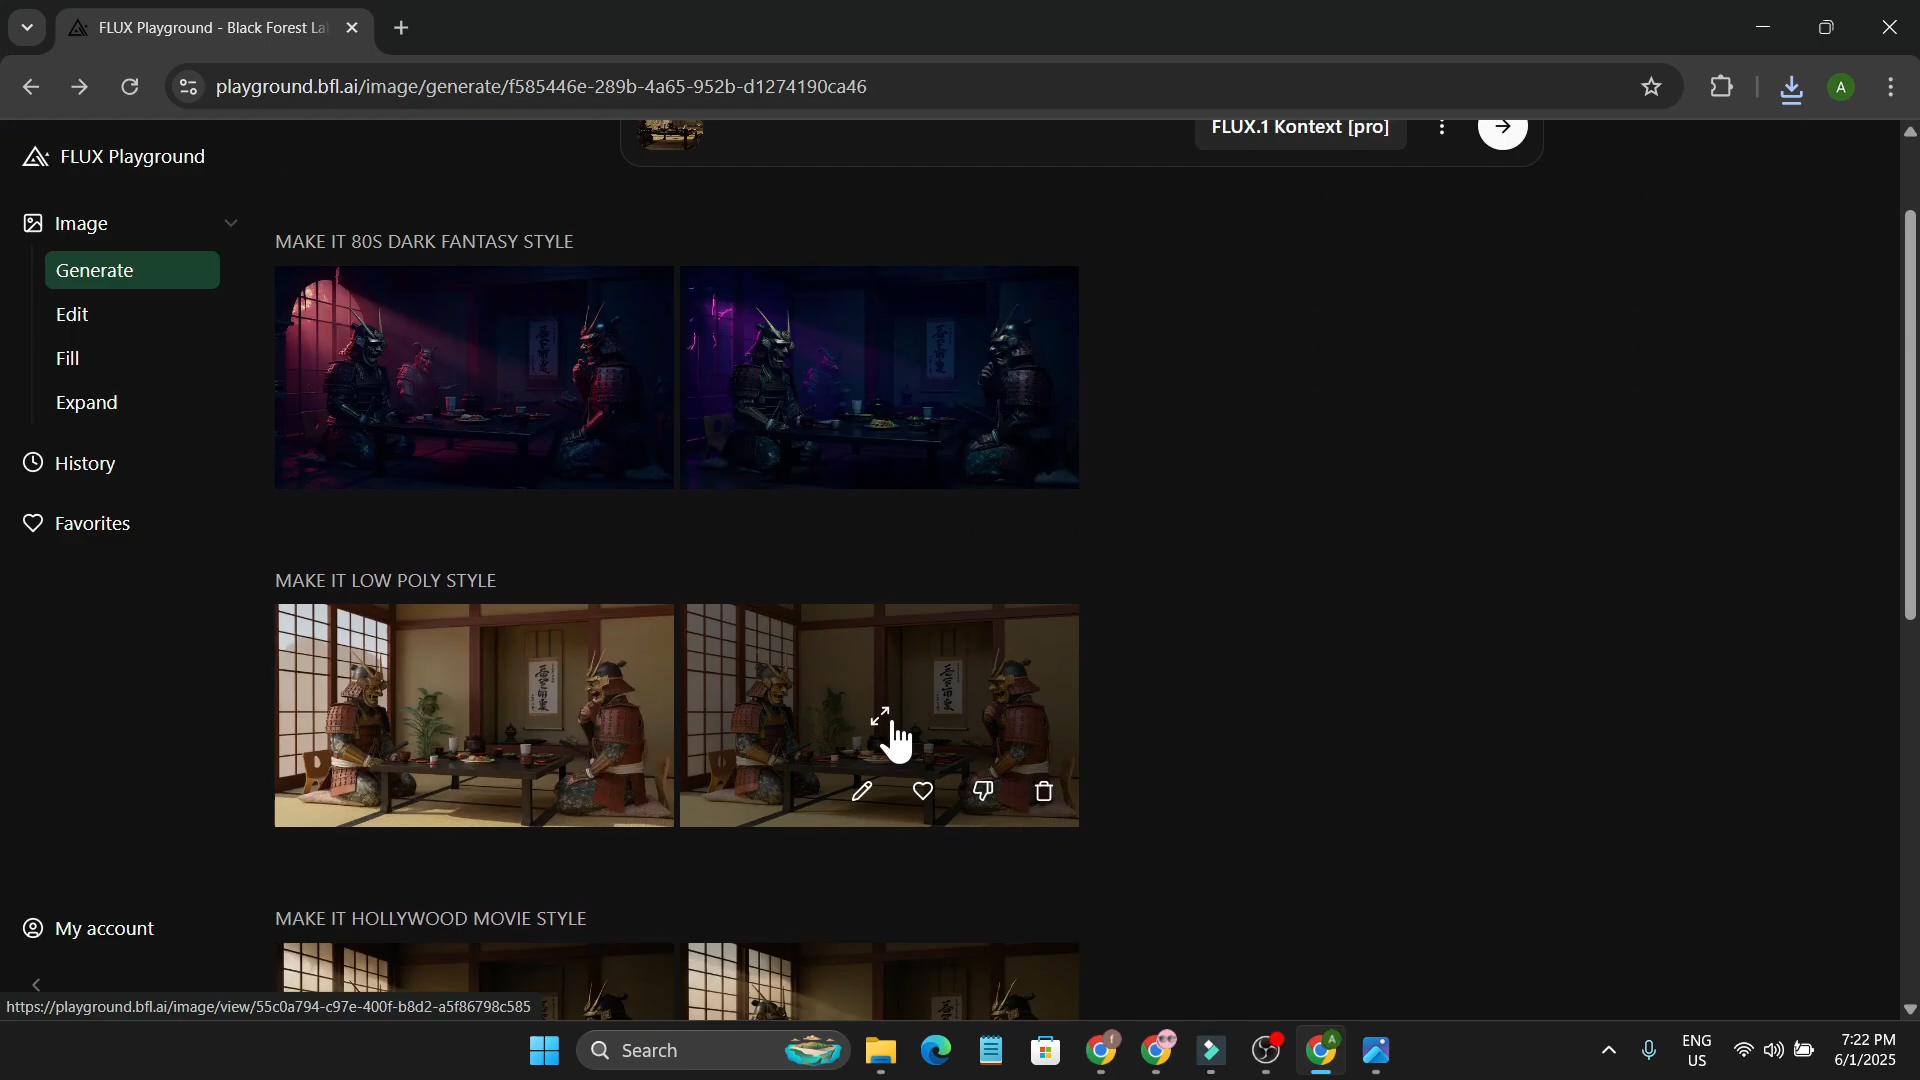 FLUX Playground - Black Forest La
playground.bfl.ai/image/generate/f585446e-289b-4a65-952b-d1274190ca46
A
FLUX Playground
FLUX.1 Kontext [pro]
Image
Generate
Edit
Fill
Expand
History
Favorites
My account
MAKE IT 80S DARK FANTASY STYLE
MAKE IT LOW POLY STYLE
MAKE IT HOLLYWOOD MOVIE STYLE
https://playground.bfl.ai/image/view/55c0a794-c97e-400f-b8d2-a5f86798c585
Search
ENG
US
7:22 PM
6/1/2025